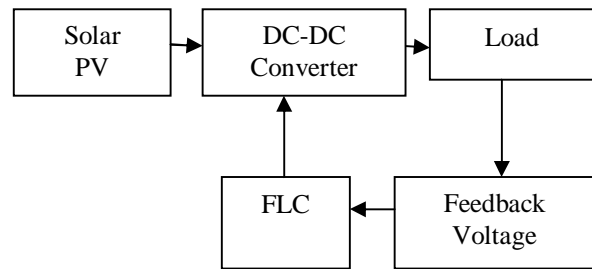 Solar
PV
DC-DC
Converter
Load
FLC
Feedback
Voltage